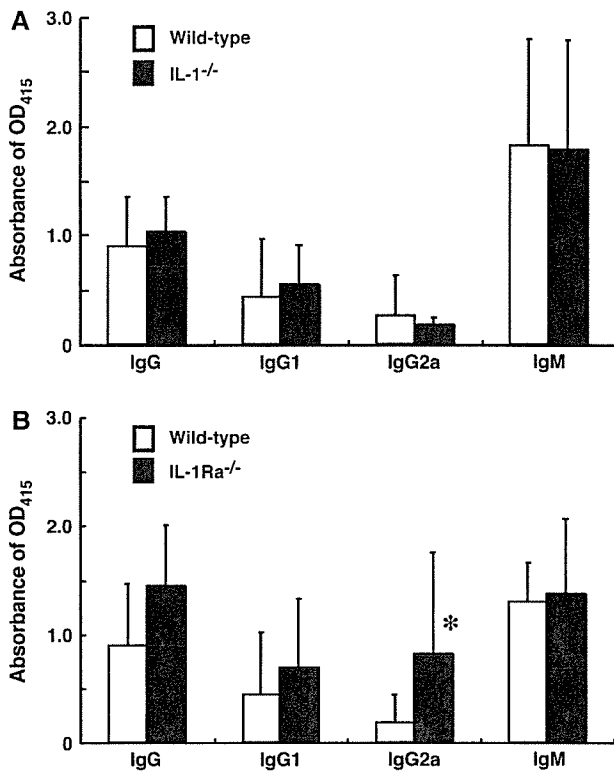 A
3.0
Wild-type
IL-1-/-
2.0
1.0
0
Absorbance of OD415
IgG IgG1 IgG2a IgM
B
3.0
Wild-type
IL-1Ra-/-
2.0
1.0
0
Absorbance of OD415
*
IgG IgG1 IgG2a IgM